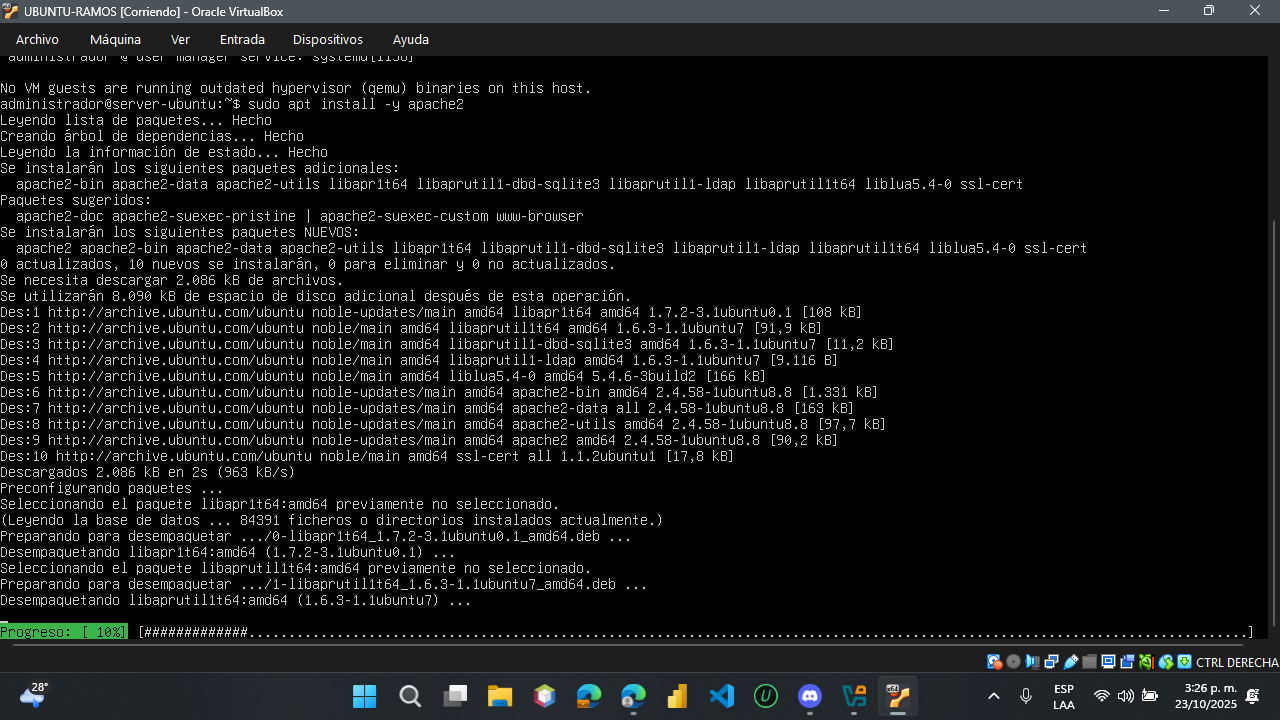 UBUNTU-RAMOS [Corriendo] - Oracle VirtualBox
Archivo Máquina Ver Entrada Dispositivos Ayuda
administrador @ user manager service: systemd[1136]
No VM guests are running outdated hypervisor (qemu) binaries on this host.
administrador@server-ubuntu:~$ sudo apt install -y apache2
Leyendo lista de paquetes... Hecho
Creando árbol de dependencias... Hecho
Leyendo la información de estado... Hecho
Se instalarán los siguientes paquetes adicionales:
  apache2-bin apache2-data apache2-utils libapr1t64 libaprutil1-dbd-sqlite3 libaprutil1-ldap libaprutil1t64 liblua5.4-0 ssl-cert
Paquetes sugeridos:
  apache2-doc apache2-suexec-pristine | apache2-suexec-custom www-browser
Se instalarán los siguientes paquetes NUEVOS:
  apache2 apache2-bin apache2-data apache2-utils libapr1t64 libaprutil1-dbd-sqlite3 libaprutil1-ldap libaprutil1t64 liblua5.4-0 ssl-cert
0 actualizados, 10 nuevos se instalarán, 0 para eliminar y 0 no actualizados.
Se necesita descargar 2.086 kB de archivos.
Se utilizarán 8.090 kB de espacio de disco adicional después de esta operación.
Des:1 http://archive.ubuntu.com/ubuntu noble-updates/main amd64 libapr1t64 amd64 1.7.2-3.1ubuntu0.1 [108 kB]
Des:2 http://archive.ubuntu.com/ubuntu noble/main amd64 libaprutil1t64 amd64 1.6.3-1.1ubuntu7 [91,9 kB]
Des:3 http://archive.ubuntu.com/ubuntu noble/main amd64 libaprutil1-dbd-sqlite3 amd64 1.6.3-1.1ubuntu7 [11,2 kB]
Des:4 http://archive.ubuntu.com/ubuntu noble/main amd64 libaprutil1-ldap amd64 1.6.3-1.1ubuntu7 [9.116 B]
Des:5 http://archive.ubuntu.com/ubuntu noble/main amd64 liblua5.4-0 amd64 5.4.6-3build2 [166 kB]
Des:6 http://archive.ubuntu.com/ubuntu noble-updates/main amd64 apache2-bin amd64 2.4.58-1ubuntu8.8 [1.331 kB]
Des:7 http://archive.ubuntu.com/ubuntu noble-updates/main amd64 apache2-data all 2.4.58-1ubuntu8.8 [163 kB]
Des:8 http://archive.ubuntu.com/ubuntu noble-updates/main amd64 apache2-utils amd64 2.4.58-1ubuntu8.8 [97,7 kB]
Des:9 http://archive.ubuntu.com/ubuntu noble-updates/main amd64 apache2 amd64 2.4.58-1ubuntu8.8 [90,2 kB]
Des:10 http://archive.ubuntu.com/ubuntu noble/main amd64 ssl-cert all 1.1.2ubuntu1 [17,8 kB]
Descargados 2.086 kB en 2s (963 kB/s)
Preconfigurando paquetes ...
Seleccionando el paquete libapr1t64:amd64 previamente no seleccionado.
(Leyendo la base de datos ... 84391 ficheros o directorios instalados actualmente.)
Preparando para desempaquetar .../0-libapr1t64_1.7.2-3.1ubuntu0.1_amd64.deb ...
Desempaquetando libapr1t64:amd64 (1.7.2-3.1ubuntu0.1) ...
Seleccionando el paquete libaprutil1t64:amd64 previamente no seleccionado.
Preparando para desempaquetar .../1-libaprutil1t64_1.6.3-1.1ubuntu7_amd64.deb ...
Desempaquetando libaprutil1t64:amd64 (1.6.3-1.1ubuntu7) ...
Progreso: [ 10%] [#############.............................................................................................................................]
CTRL DERECHA
28°
ESP
LAA
3:26 p. m.
23/10/2025